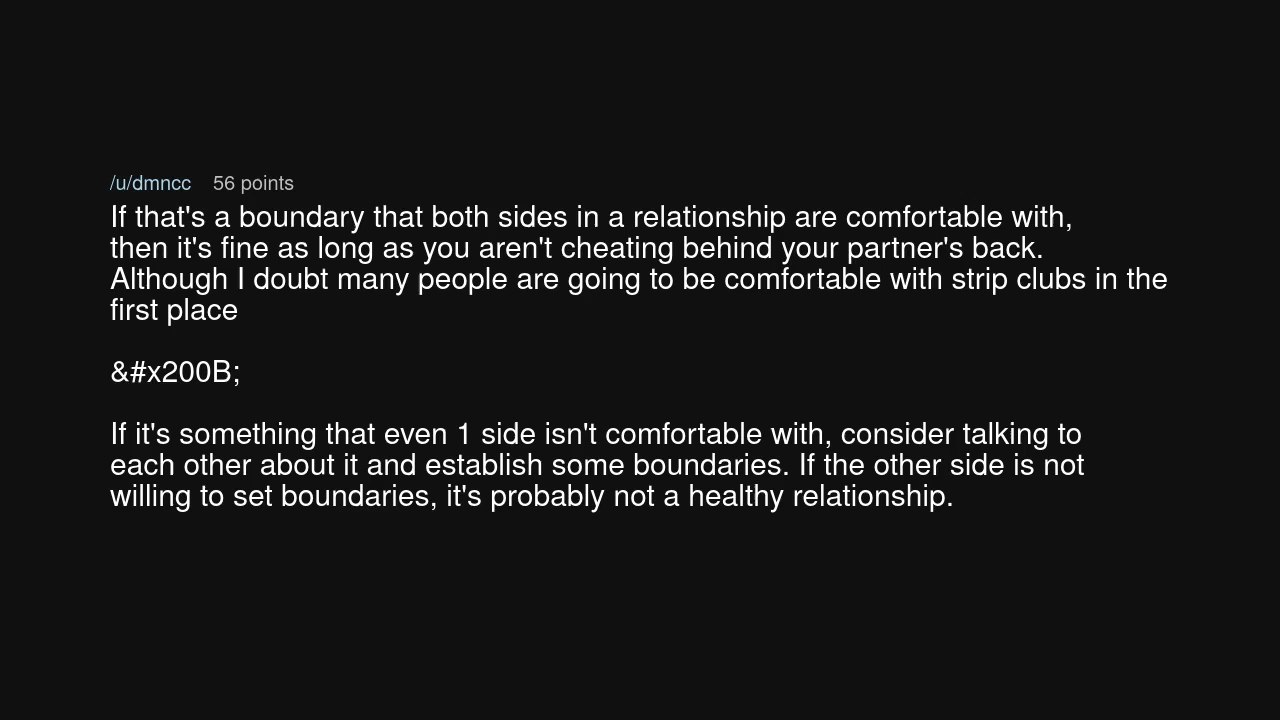 /u/dmncc 56 points
If that's a boundary that both sides in a relationship are comfortable with,
then it's fine as long as you aren't cheating behind your partner's back.
Although I doubt many people are going to be comfortable with strip clubs in the
first place
&#x200B;
If it's something that even 1 side isn't comfortable with, consider talking to
each other about it and establish some boundaries. If the other side is not
willing to set boundaries, it's probably not a healthy relationship.